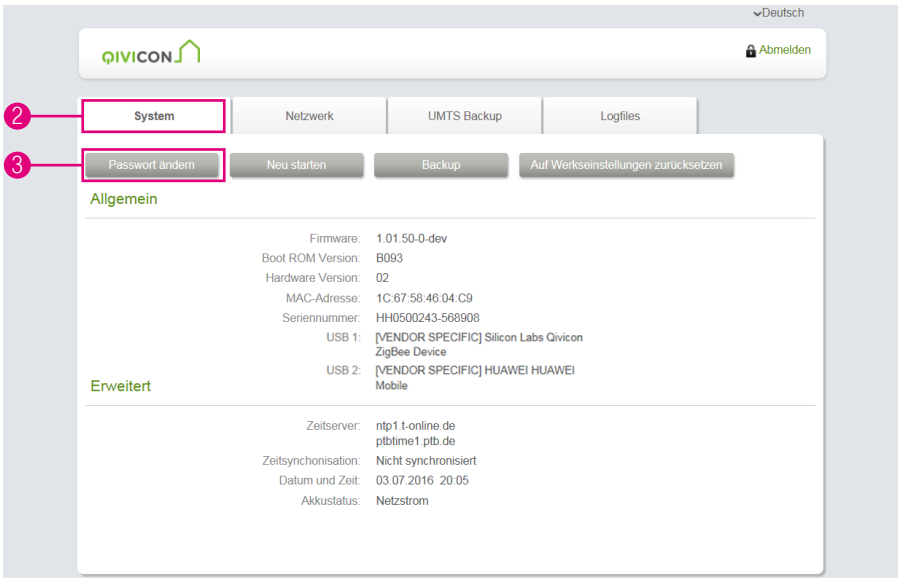 Deutsch
QIVICON
Abmelden
2
System
Netzwerk
UMTS Backup
Logfiles
3
Passwort ändern
Neu starten
Backup
Auf Werkseinstellungen zurücksetzen
Allgemein
Firmware: 1.01.50-0-dev
Boot ROM Version: B093
Hardware Version: 02
MAC-Adresse: 1C:67:58:46:04:C9
Seriennummer: HH0500243-568908
USB 1: [VENDOR SPECIFIC] Silicon Labs Qivicon
ZigBee Device
USB 2: [VENDOR SPECIFIC] HUAWEI HUAWEI
Mobile
Erweitert
Zeitserver: ntp1.t-online.de
ptbtime1.ptb.de
Zeitsynchonisation: Nicht synchronisiert
Datum und Zeit: 03.07.2016 20:05
Akkustatus: Netzstrom